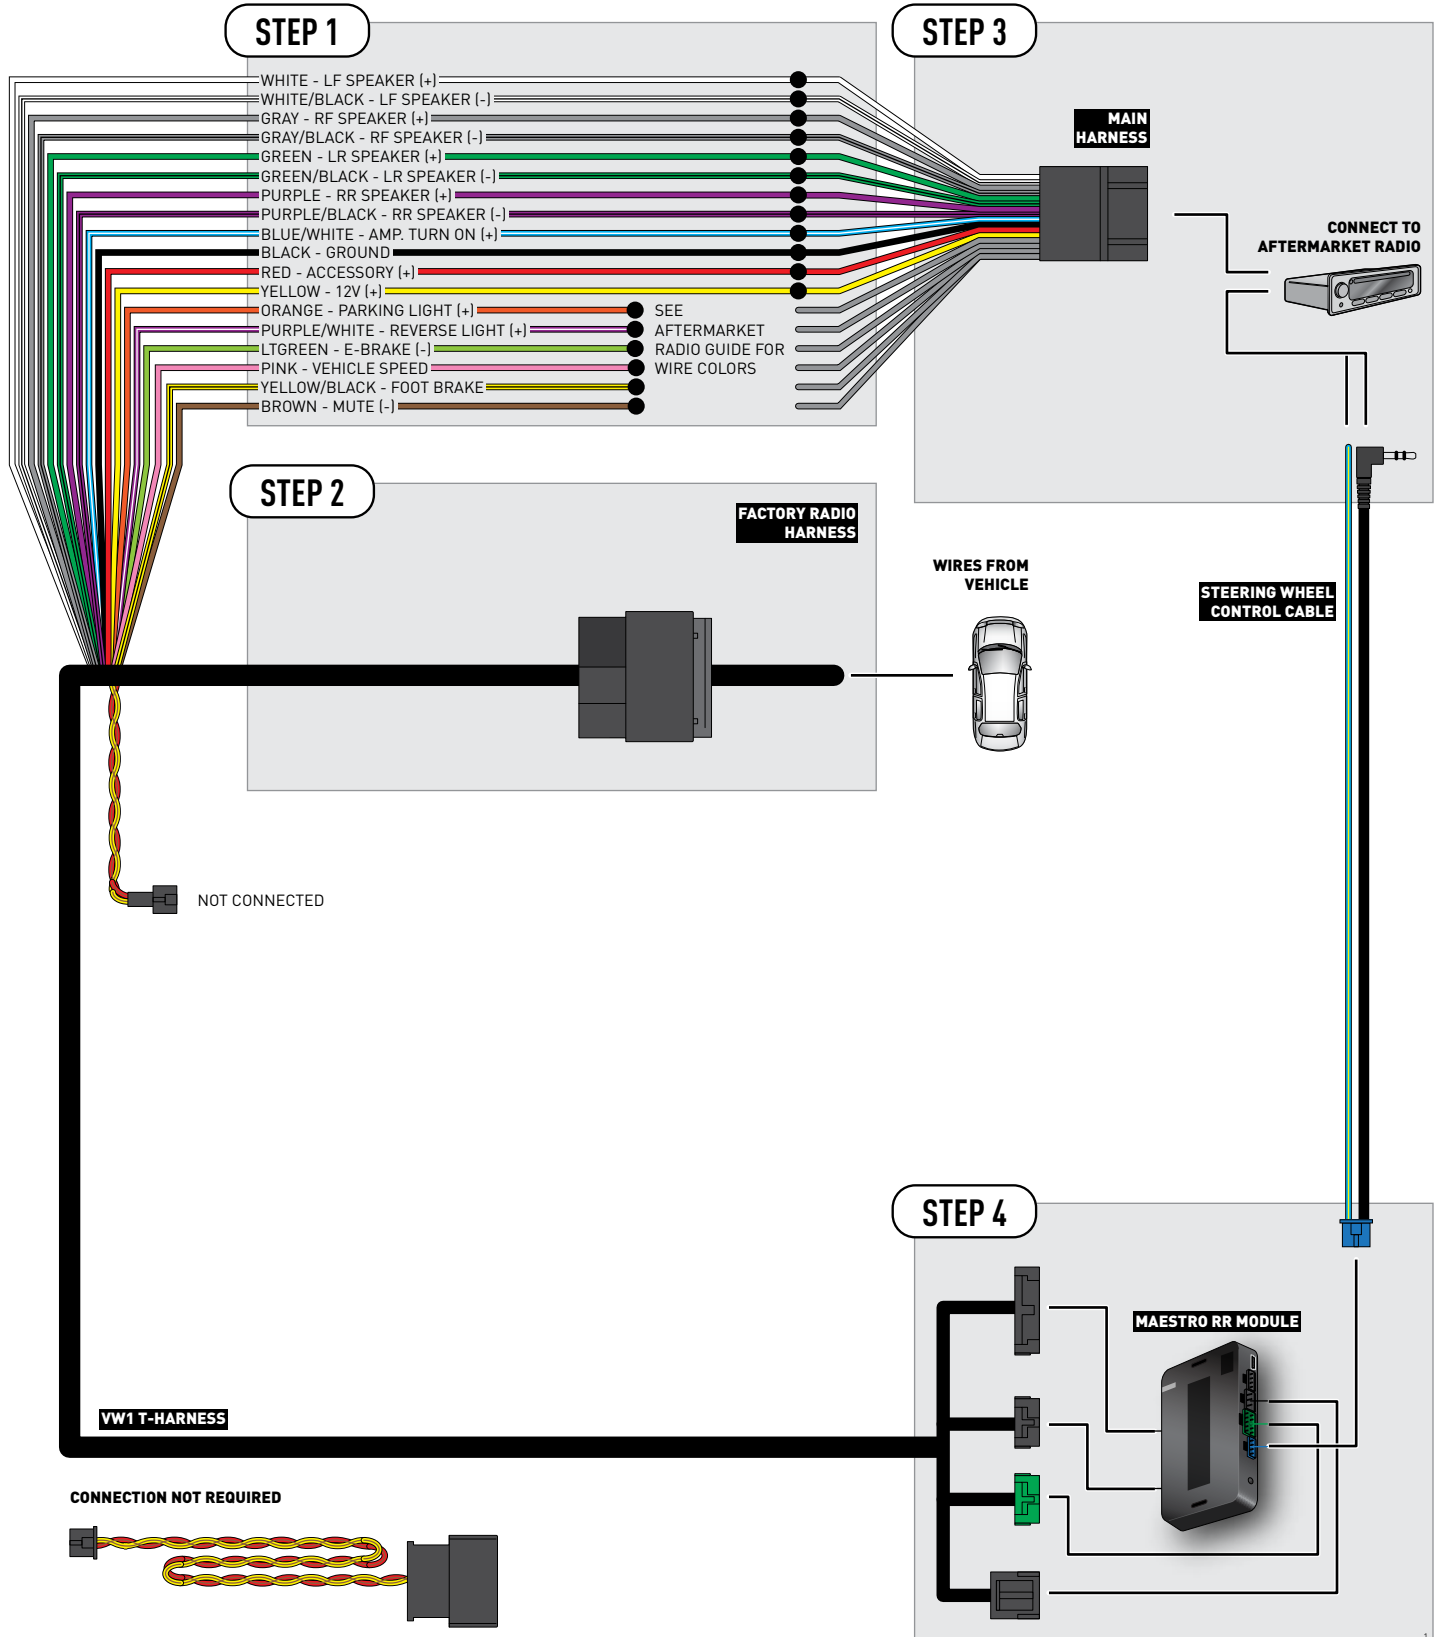 STEP 1
WHITE - LF SPEAKER (+)
WHITE/BLACK - LF SPEAKER (-)
GRAY - RF SPEAKER (+)
GRAY/BLACK - RF SPEAKER (-)
GREEN - LR SPEAKER (+)
GREEN/BLACK - LR SPEAKER (-)
PURPLE - RR SPEAKER (+)
PURPLE/BLACK - RR SPEAKER (-)
BLUE/WHITE - AMP. TURN ON (+)
BLACK - GROUND
RED - ACCESSORY (+)
YELLOW - 12V (+)
ORANGE - PARKING LIGHT (+)
PURPLE/WHITE - REVERSE LIGHT (+)
LTGREEN - E-BRAKE (-)
PINK - VEHICLE SPEED
YELLOW/BLACK - FOOT BRAKE
BROWN - MUTE (-)
SEE
AFTERMARKET
RADIO GUIDE FOR
WIRE COLORS
STEP 3
MAIN
HARNESS
CONNECT TO
AFTERMARKET RADIO
STEP 2
FACTORY RADIO
HARNESS
WIRES FROM
VEHICLE
STEERING WHEEL
CONTROL CABLE
NOT CONNECTED
STEP 4
MAESTRO RR MODULE
VW1 T-HARNESS
CONNECTION NOT REQUIRED